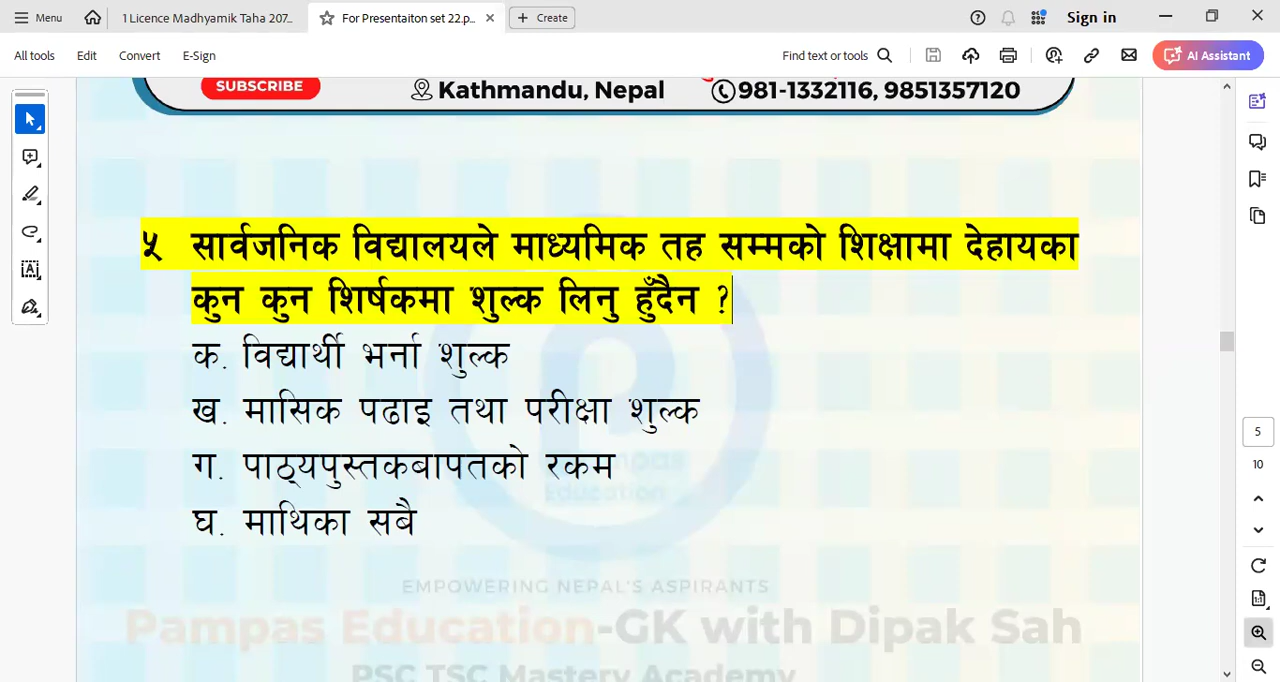 Menu
1 Licence Madhyamik Taha 207...
For Presentaiton set 22.p...
Create
Sign in
All tools
Edit
Convert
E-Sign
Find text or tools
AI Assistant
SUBSCRIBE
Kathmandu, Nepal
981-1332116, 9851357120
५ सार्वजनिक विद्यालयले माध्यमिक तह सम्मको शिक्षामा देहायका
कुन कुन शिर्षकमा शुल्क लिनु हुँदैन ?
क. विद्यार्थी भर्ना शुल्क
ख. मासिक पढाइ तथा परीक्षा शुल्क
ग. पाठ्यपुस्तकबापतको रकम
घ. माथिका सबै
Education
EMPOWERING NEPAL'S ASPIRANTS
Pampas Education-GK with Dipak Sah
PSC TSC Mastery Academy
5
10